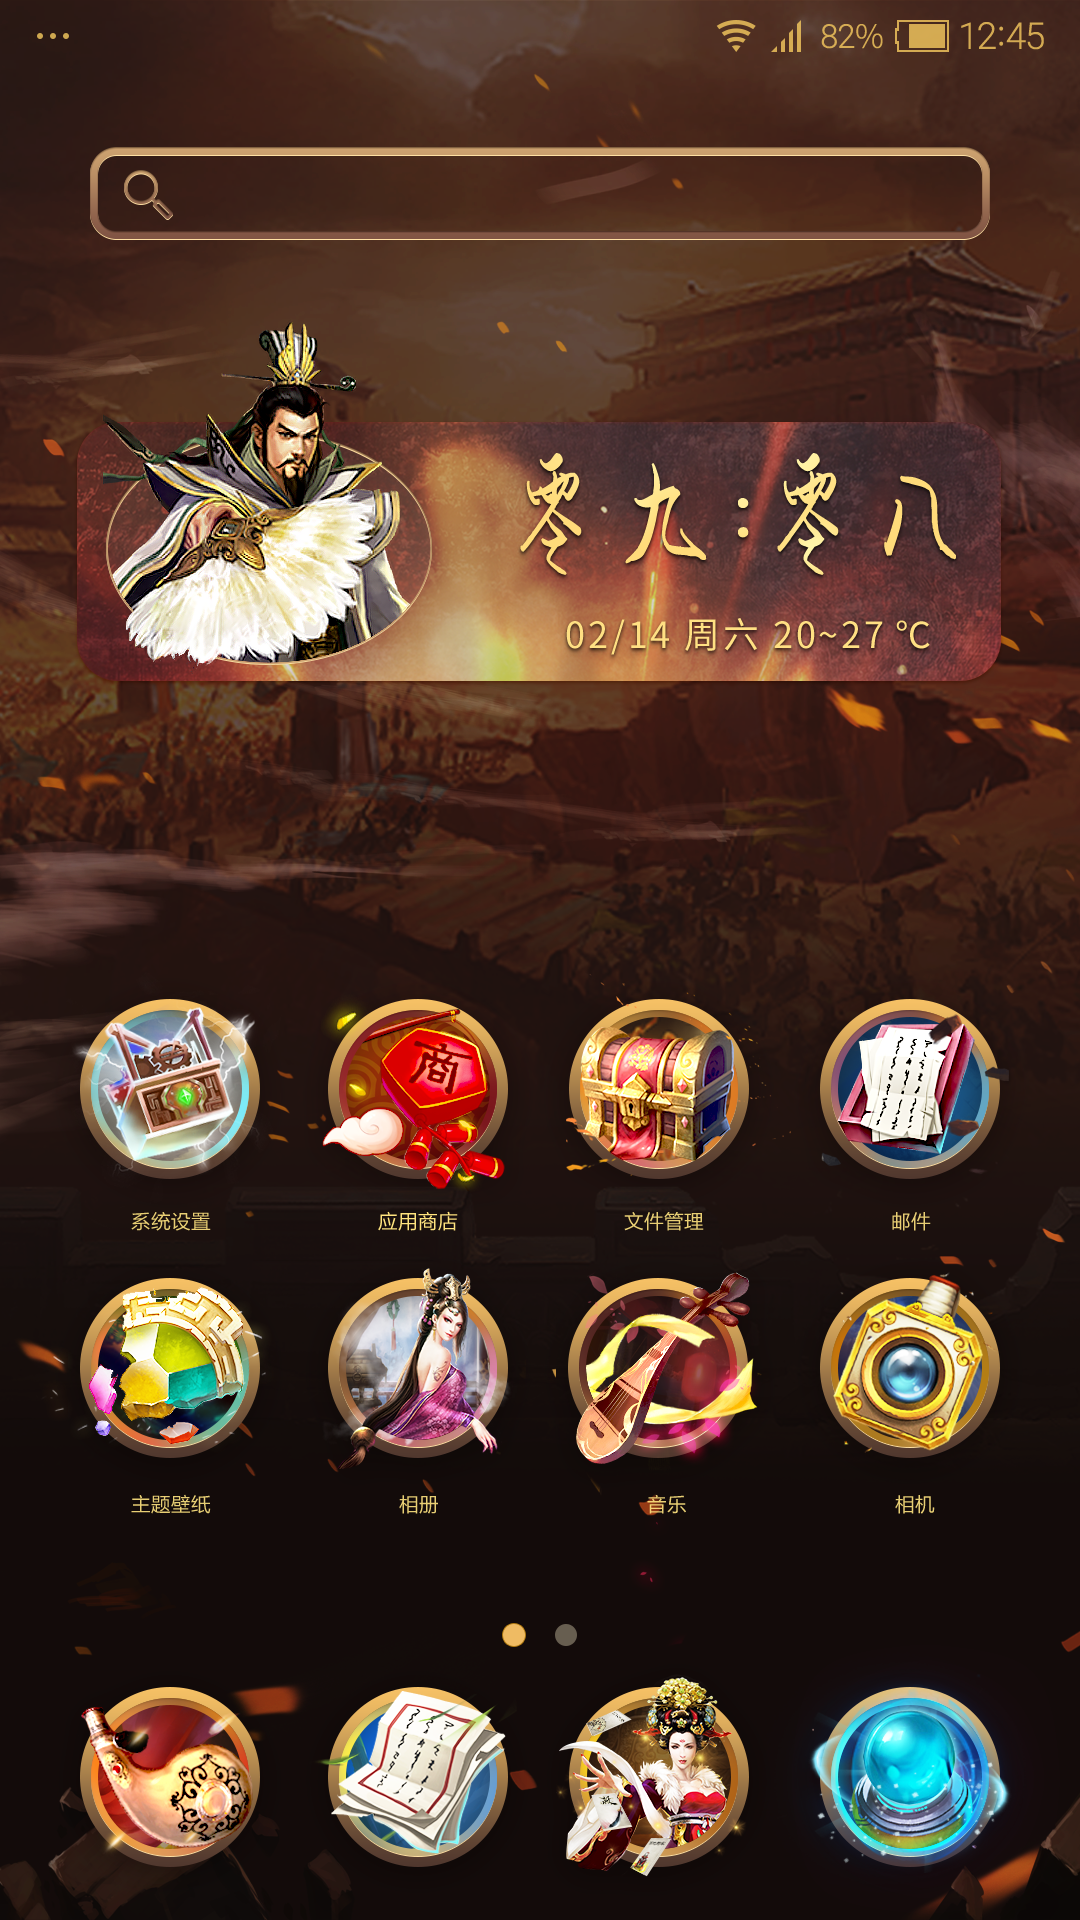 82% 12:45
零九:零八
02/14 周六 20~27 ℃
商
系统设置 应用商店 文件管理 邮件
主题壁纸 相册 音乐 相机